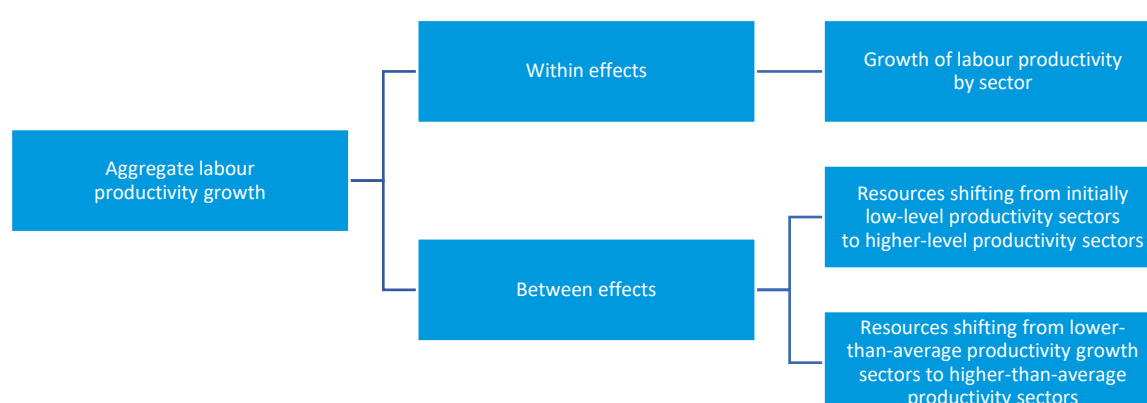 Within effects
Growth of labour productivity
by sector
Aggregate labour
productivity growth
Resources shifting from initially
low-level productivity sectors
to higher-level productivity sectors
Between effects
Resources shifting from lower-
than-average productivity growth
sectors to higher-than-average
productivity sectors